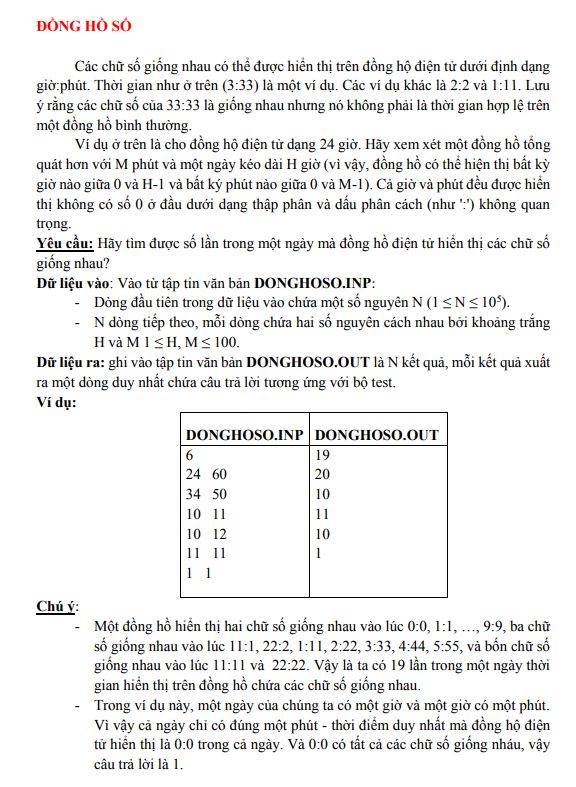 ĐỒNG HỒ SỐ
Các chữ số giống nhau có thể được hiển thị trên đồng hộ điện tử dưới định dạng
giờ:phút. Thời gian như ở trên (3:33) là một ví dụ. Các ví dụ khác là 2:2 và 1:11. Lưu
ý rằng các chữ số của 33:33 là giống nhau nhưng nó không phải là thời gian hợp lệ trên
một đồng hồ bình thường.
Ví dụ ở trên là cho đồng hộ điện tử dạng 24 giờ. Hãy xem xét một đồng hồ tổng
quát hơn với M phút và một ngày kéo dài H giờ (vì vậy, đồng hồ có thể hiện thị bất kỳ
giờ nào giữa 0 và H-1 và bất ký phút nào giữa 0 và M-1). Cả giờ và phút đều được hiển
thị không có số 0 ở đầu dưới dạng thập phân và dấu phân cách (như ':') không quan
trọng.
Yêu cầu: Hãy tìm được số lần trong một ngày mà đồng hồ điện tử hiển thị các chữ số
giống nhau?
Dữ liệu vào: Vào từ tập tin văn bản DONGHOSO.INP:
- Dòng đầu tiên trong dữ liệu vào chứa một số nguyên N (1 ≤ N ≤ 10⁵).
- N dòng tiếp theo, mỗi dòng chứa hai số nguyên cách nhau bởi khoảng trắng
H và M 1 ≤ H, M ≤ 100.
Dữ liệu ra: ghi vào tập tin văn bản DONGHOSO.OUT là N kết quả, mỗi kết quả xuất
ra một dòng duy nhất chứa câu trả lời tương ứng với bộ test.
Ví dụ:
DONGHOSO.INP DONGHOSO.OUT
6 19
24 60 20
34 50 10
10 11 11
10 12 10
11 11 1
1 1
Chú ý:
- Một đồng hồ hiển thị hai chữ số giống nhau vào lúc 0:0, 1:1, …, 9:9, ba chữ
số giống nhau vào lúc 11:1, 22:2, 1:11, 2:22, 3:33, 4:44, 5:55, và bốn chữ số
giống nhau vào lúc 11:11 và 22:22. Vậy là ta có 19 lần trong một ngày thời
gian hiển thị trên đồng hồ chứa các chữ số giống nhau.
- Trong ví dụ này, một ngày của chúng ta có một giờ và một giờ có một phút.
Vì vậy cả ngày chỉ có đúng một phút - thời điểm duy nhất mà đồng hộ điện
tử hiển thị là 0:0 trong cả ngày. Và 0:0 có tất cả các chữ số giống nháu, vậy
câu trả lời là 1.